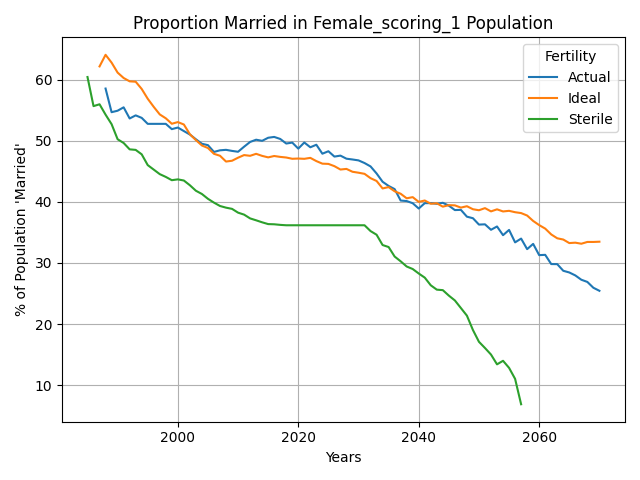 Proportion Married in Female_scoring_1 Population
Fertility
Actual
Ideal
Sterile
% of Population 'Married'
60
50
40
30
20
10
2000
2020
2040
2060
Years